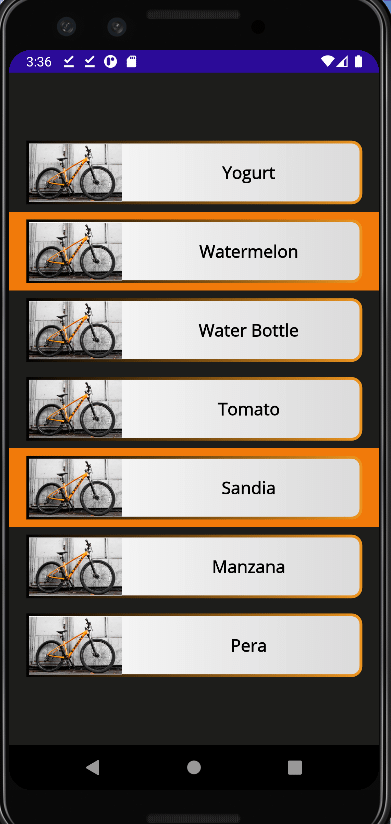 3:36
Yogurt
Watermelon
Water Bottle
Tomato
Sandia
Manzana
Pera